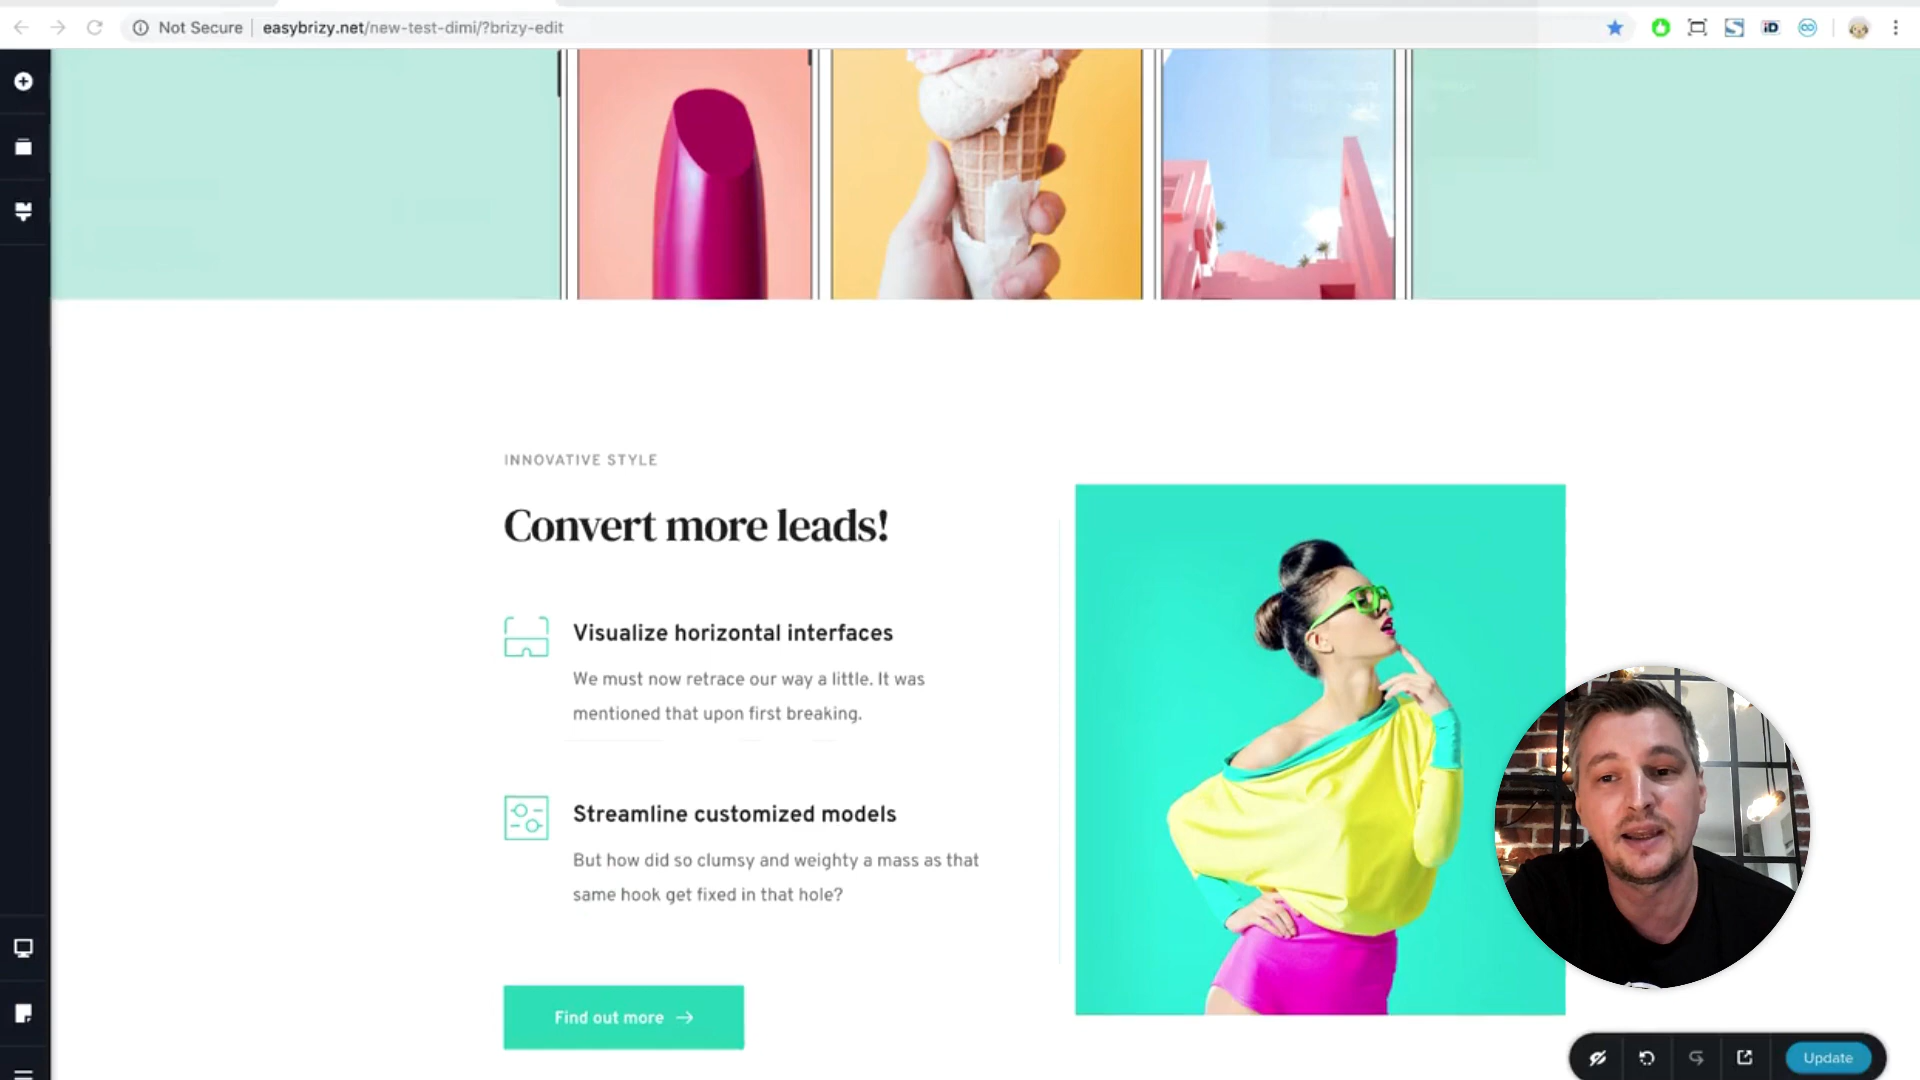 Not Secure easybrizy.net/new-test-dimi/?brizy-edit
iD
INNOVATIVE STYLE
Convert more leads!
Visualize horizontal interfaces
We must now retrace our way a little. It was
mentioned that upon first breaking.
Streamline customized models
But how did so clumsy and weighty a mass as that
same hook get fixed in that hole?
Find out more
Update